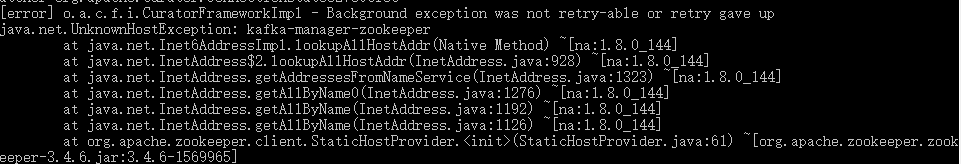 [error] o.a.c.f.i.CuratorFrameworkImpl - Background exception was not retry-able or retry gave up
java.net.UnknownHostException: kafka-manager-zookeeper
at java.net.Inet6AddressImpl.lookupAllHostAddr(Native Method) ~[na:1.8.0_144]
at java.net.InetAddress$2.lookupAllHostAddr(InetAddress.java:928) ~[na:1.8.0_144]
at java.net.InetAddress.getAddressesFromNameService(InetAddress.java:1323) ~[na:1.8.0_144]
at java.net.InetAddress.getAllByName0(InetAddress.java:1276) ~[na:1.8.0_144]
at java.net.InetAddress.getAllByName(InetAddress.java:1192) ~[na:1.8.0_144]
at java.net.InetAddress.getAllByName(InetAddress.java:1126) ~[na:1.8.0_144]
at org.apache.zookeeper.client.StaticHostProvider.<init>(StaticHostProvider.java:61) ~[org.apache.zookeeper.zook
eeper-3.4.6.jar:3.4.6-1569965]